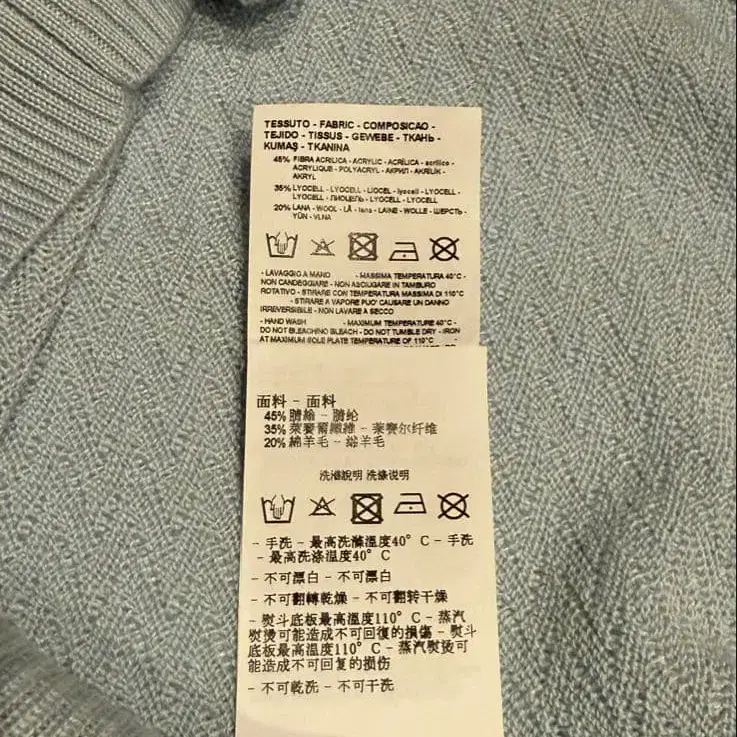 TESSUTO - FABRIC - COMPOSICAO -
TEJIDO - TISSUS - GEWEBE - ТКАНЬ -
KUMAŞ - TKANINA
45% FIBRA ACRILICA - ACRYLIC - ACRÍLICA - acrílico -
ACRYLIQUE - POLYACRYL - АКРИЛ - AKRİLİK -
AKRYL
35% LYOCELL - LYOCELL - LIOCEL - lyocell - LYOCELL -
LYOCELL - ЛИОЦЕЛЬ - LYOCELL - LYOCELL
20% LANA - WOOL - LÃ - lana - LAINE - WOLLE - ШЕРСТЬ -
YÜN - VLNA
- LAVAGGIO A MANO - MASSIMA TEMPERATURA 40°C -
NON CANDEGGIARE - NON ASCIUGARE IN TAMBURO
ROTATIVO - STIRARE CON TEMPERATURA MASSIMA DI 110°C
- STIRARE A VAPORE PUO' CAUSARE UN DANNO
IRREVERSIBILE - NON LAVARE A SECCO
- HAND WASH - MAXIMUM TEMPERATURE 40°C -
DO NOT BLEACH/NO BLEACH - DO NOT TUMBLE DRY - IRON
AT MAXIMUM SOLE PLATE TEMPERATURE OF 110°C -
面料 - 面料
45% 腈綸 - 腈纶
35% 萊賽爾纖維 - 莱赛尔纤维
20% 綿羊毛 - 绵羊毛
洗滌說明 洗涤说明
- 手洗 - 最高洗滌溫度40° C - 手洗
- 最高洗涤温度40° C
- 不可漂白 - 不可漂白
- 不可翻轉乾燥 - 不可翻转干燥
- 熨斗底板最高溫度110° C - 蒸汽
熨燙可能造成不可回復的損傷 - 熨斗
底板最高温度110° C - 蒸汽熨烫可
能造成不可回复的损伤
- 不可乾洗 - 不可干洗